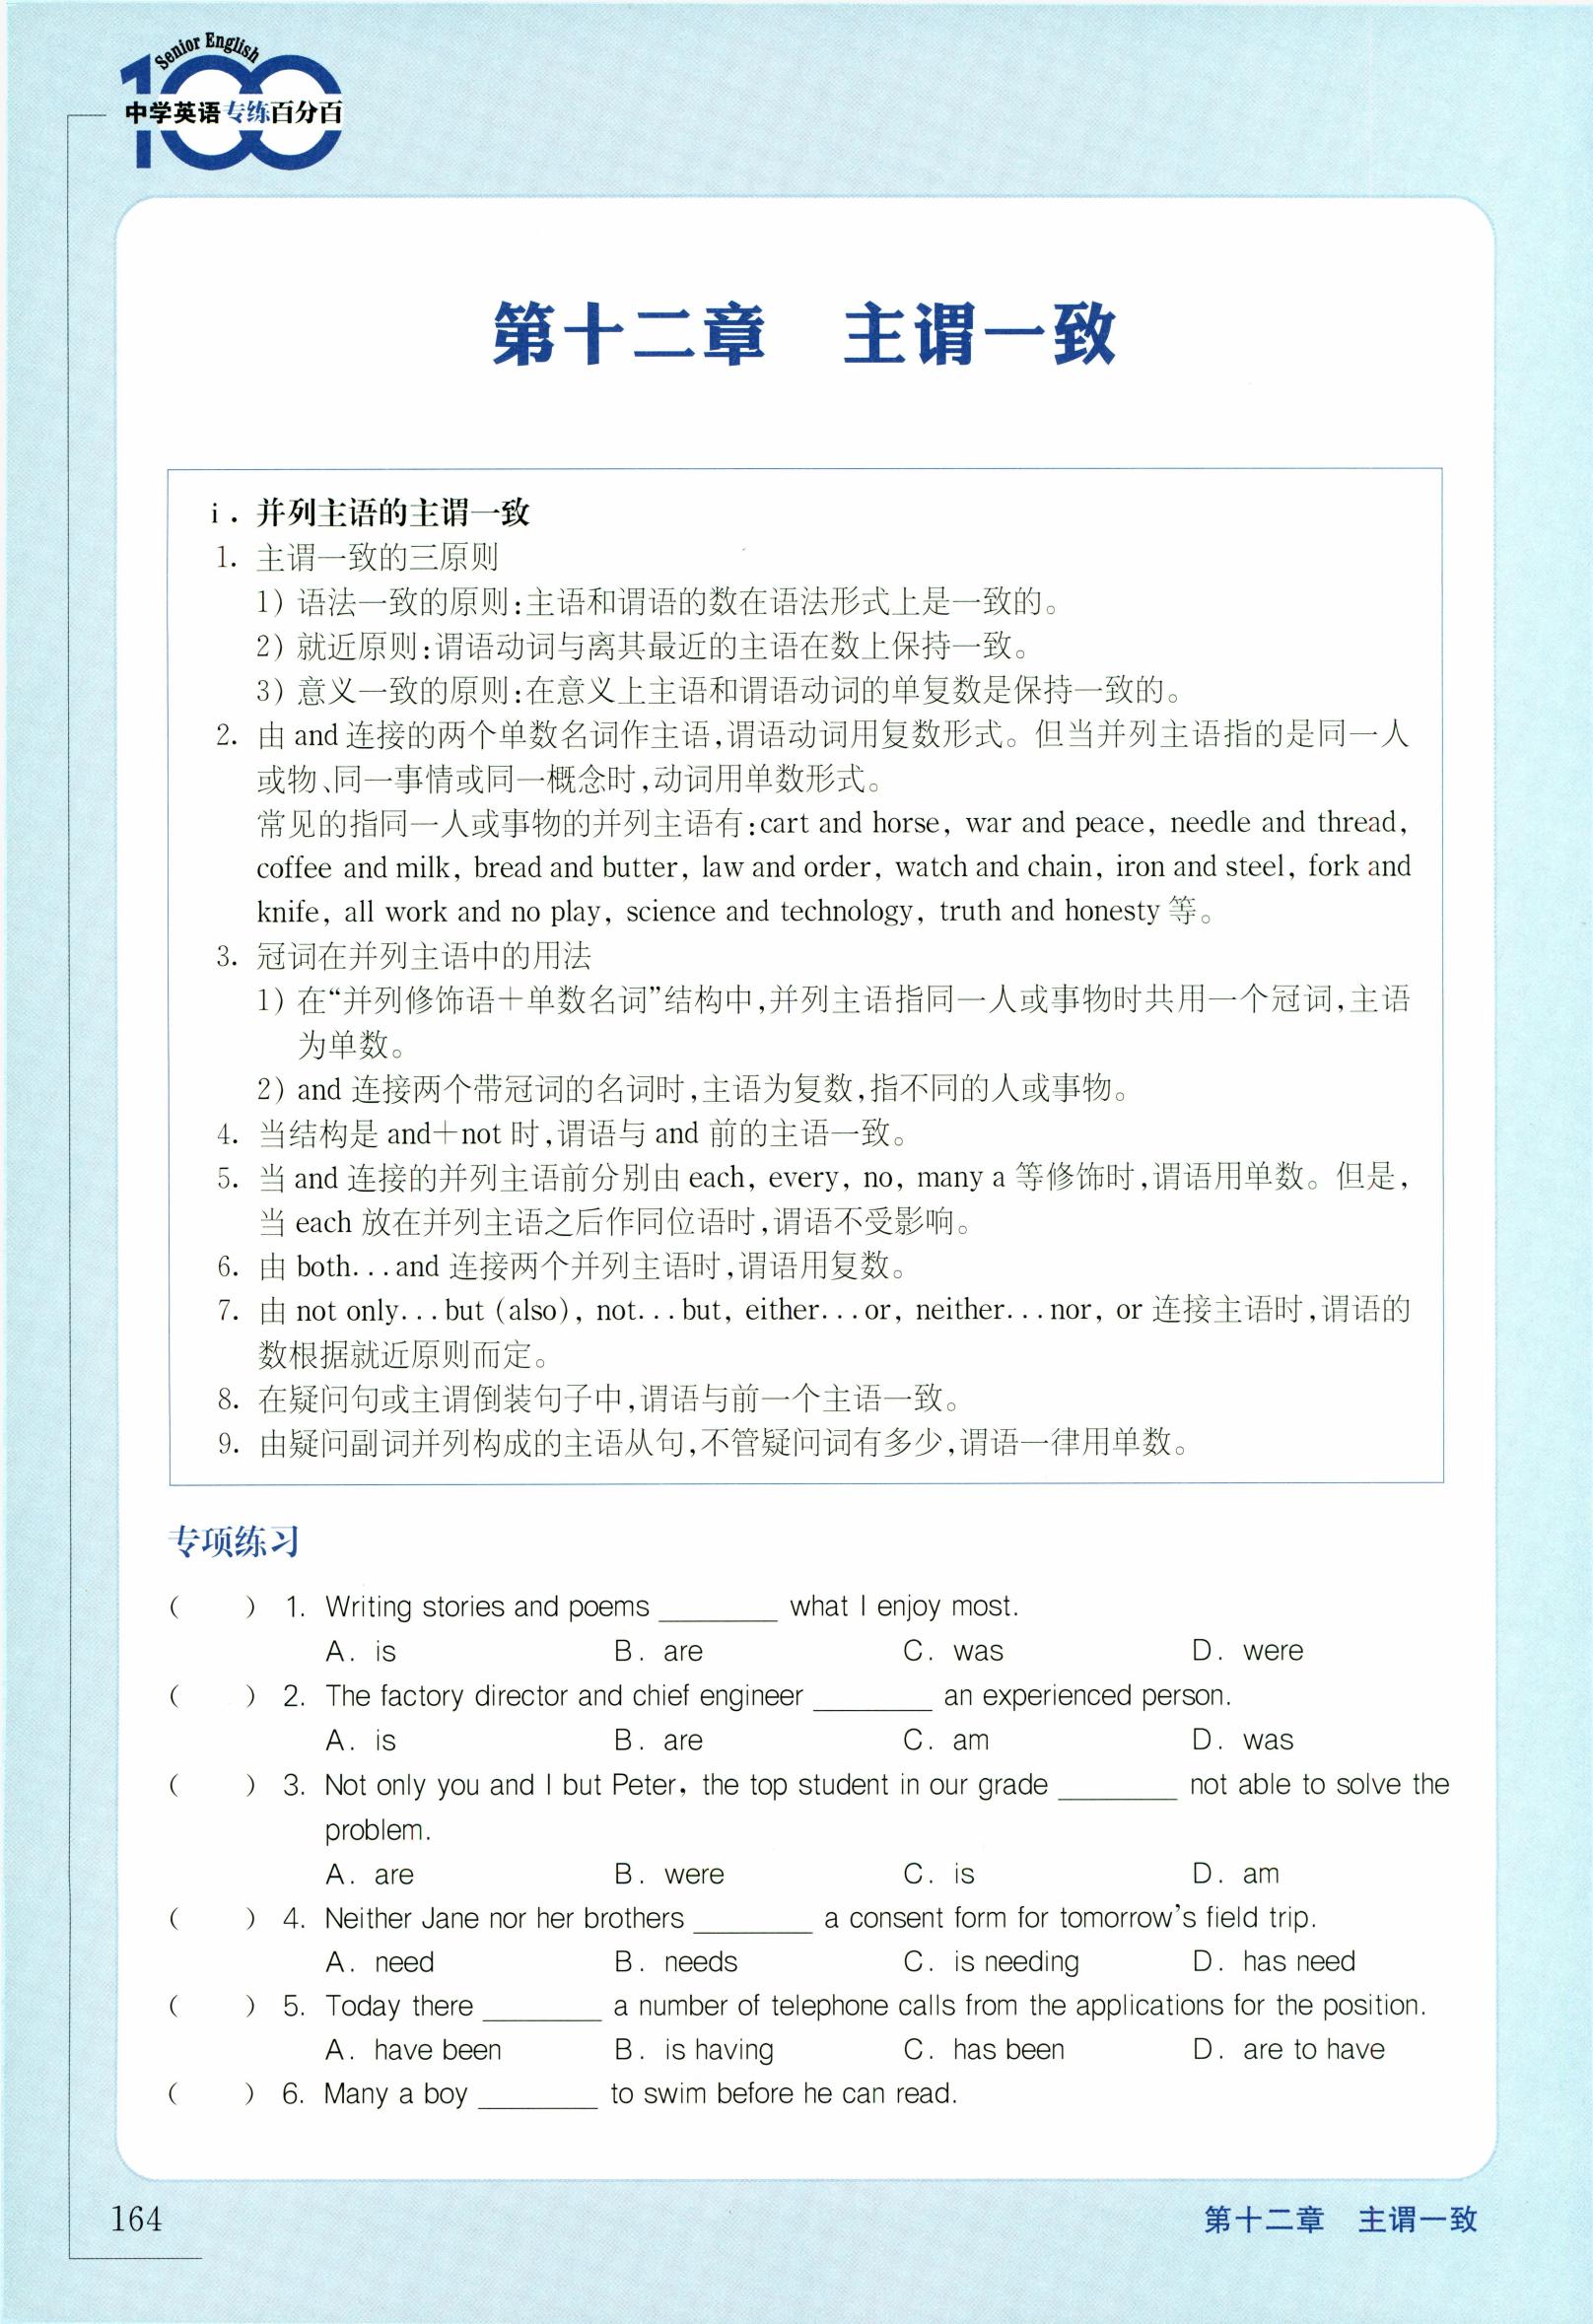 Senior English
100
中学英语专练百分百
第十二章 主谓一致
ⅰ. 并列主语的主谓一致
1. 主谓一致的三原则
1) 语法一致的原则:主语和谓语的数在语法形式上是一致的。
2) 就近原则:谓语动词与离其最近的主语在数上保持一致。
3) 意义一致的原则:在意义上主语和谓语动词的单复数是保持一致的。
2. 由 and 连接的两个单数名词作主语,谓语动词用复数形式。但当并列主语指的是同一人
或物、同一事情或同一概念时,动词用单数形式。
常见的指同一人或事物的并列主语有:cart and horse, war and peace, needle and thread,
coffee and milk, bread and butter, law and order, watch and chain, iron and steel, fork and
knife, all work and no play, science and technology, truth and honesty 等。
3. 冠词在并列主语中的用法
1) 在“并列修饰语+单数名词”结构中,并列主语指同一人或事物时共用一个冠词,主语
为单数。
2) and 连接两个带冠词的名词时,主语为复数,指不同的人或事物。
4. 当结构是 and+not 时,谓语与 and 前的主语一致。
5. 当 and 连接的并列主语前分别由 each, every, no, many a 等修饰时,谓语用单数。但是,
当 each 放在并列主语之后作同位语时,谓语不受影响。
6. 由 both...and 连接两个并列主语时,谓语用复数。
7. 由 not only...but (also), not...but, either...or, neither...nor, or 连接主语时,谓语的
数根据就近原则而定。
8. 在疑问句或主谓倒装句子中,谓语与前一个主语一致。
9. 由疑问副词并列构成的主语从句,不管疑问词有多少,谓语一律用单数。
专项练习
( ) 1. Writing stories and poems ________ what I enjoy most.
A. is B. are C. was D. were
( ) 2. The factory director and chief engineer ________ an experienced person.
A. is B. are C. am D. was
( ) 3. Not only you and I but Peter, the top student in our grade ________ not able to solve the
problem.
A. are B. were C. is D. am
( ) 4. Neither Jane nor her brothers ________ a consent form for tomorrow's field trip.
A. need B. needs C. is needing D. has need
( ) 5. Today there ________ a number of telephone calls from the applications for the position.
A. have been B. is having C. has been D. are to have
( ) 6. Many a boy ________ to swim before he can read.
164
第十二章 主谓一致